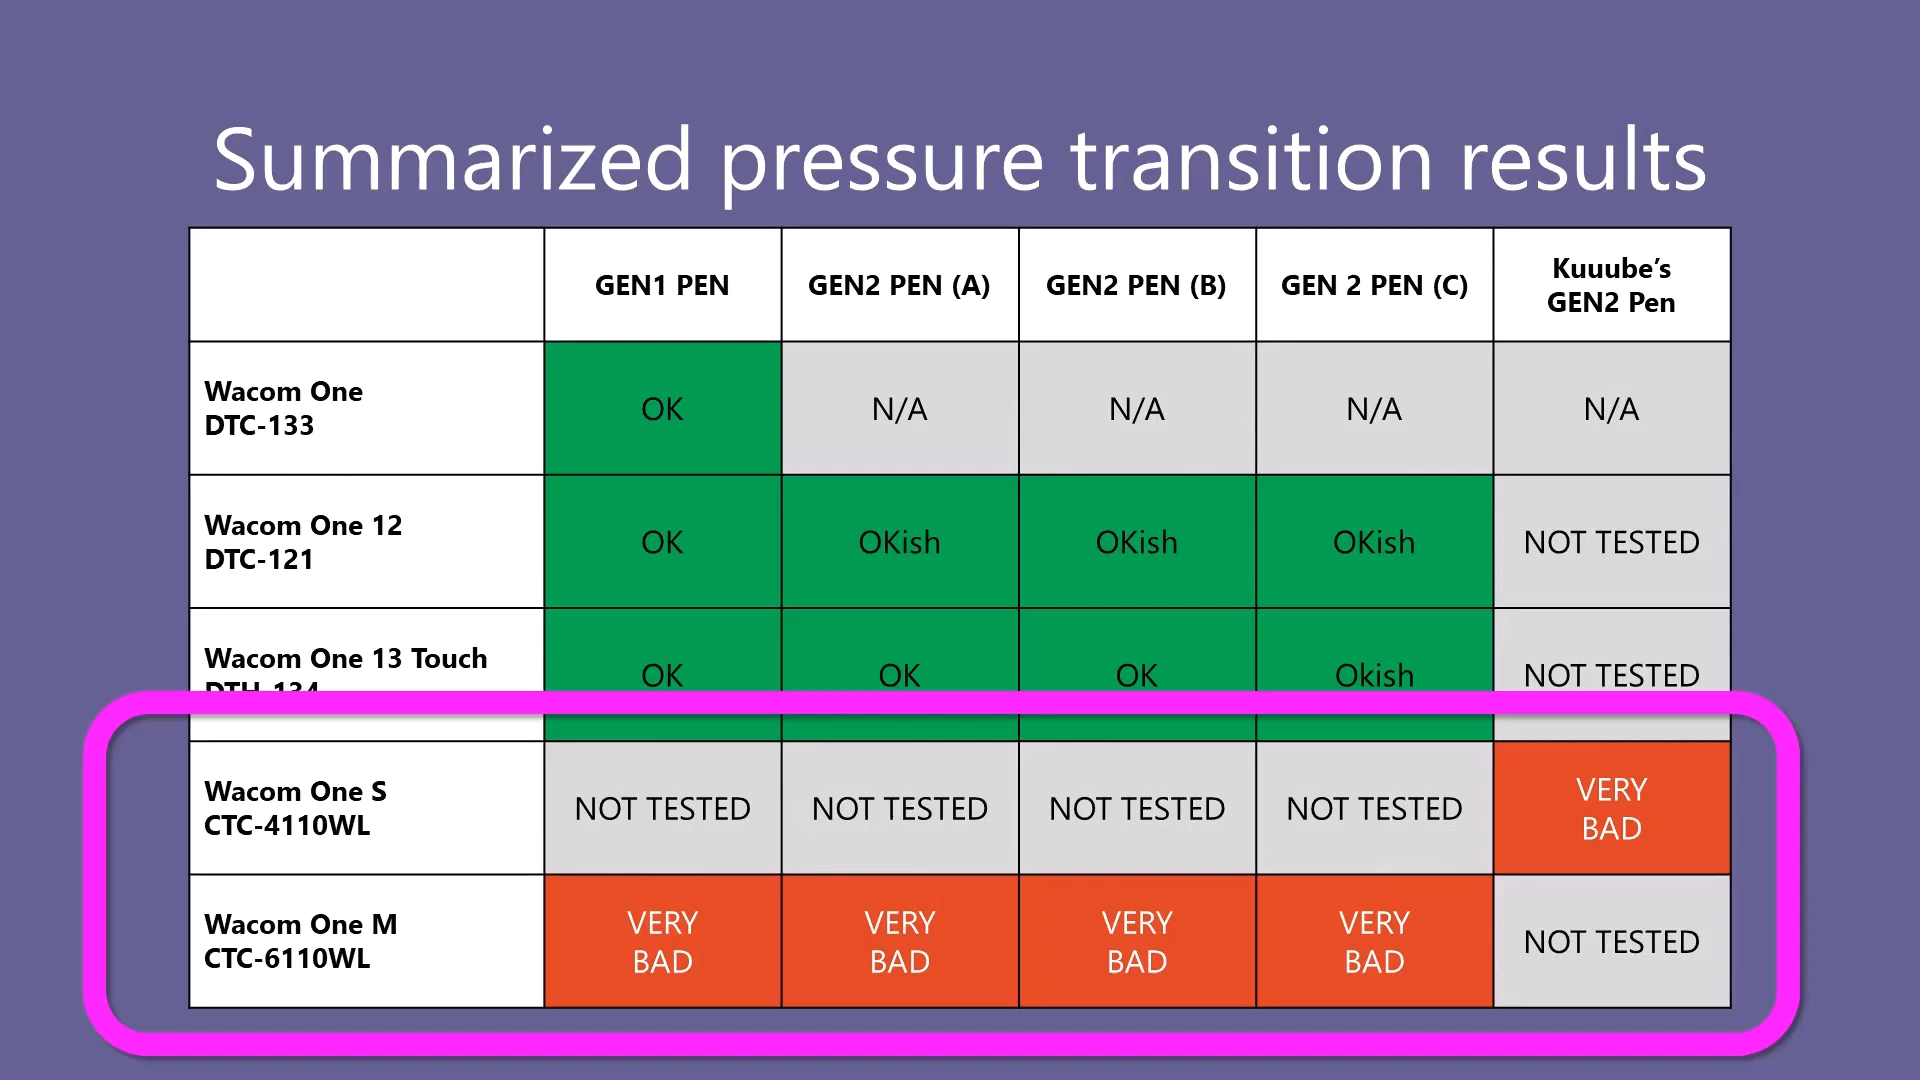 Summarized pressure transition results
GEN1 PEN
GEN2 PEN (A)
GEN2 PEN (B)
GEN 2 PEN (C)
Kuuube’s
GEN2 Pen
Wacom One
DTC-133
OK
N/A
N/A
N/A
N/A
Wacom One 12
DTC-121
OK
OKish
OKish
OKish
NOT TESTED
Wacom One 13 Touch
DTH-134
OK
OK
OK
Okish
NOT TESTED
Wacom One S
CTC-4110WL
NOT TESTED
NOT TESTED
NOT TESTED
NOT TESTED
VERY
BAD
Wacom One M
CTC-6110WL
VERY
BAD
VERY
BAD
VERY
BAD
VERY
BAD
NOT TESTED